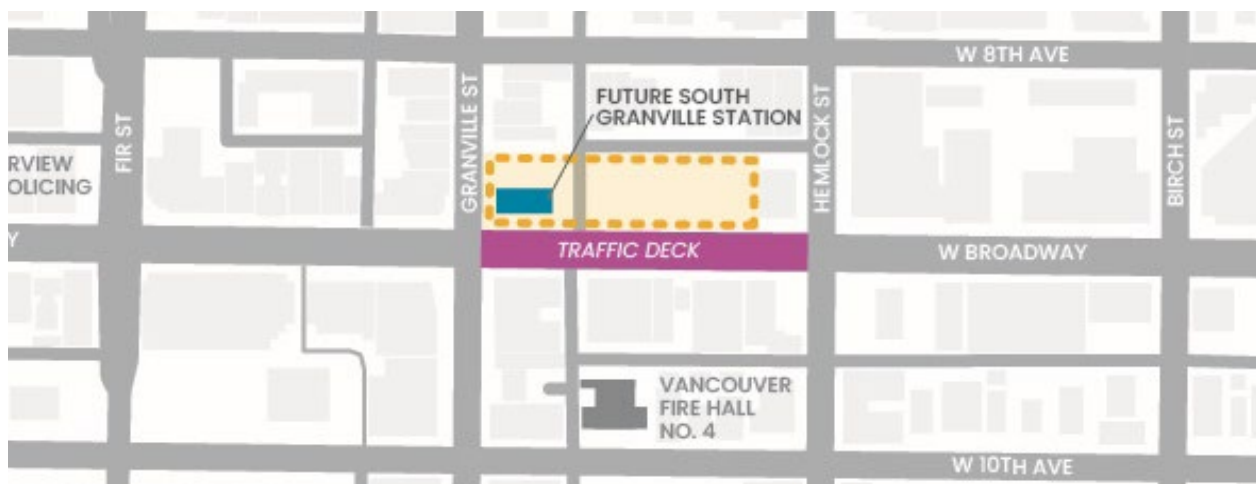 W 8TH AVE
FUTURE SOUTH
GRANVILLE STATION
FIR ST
GRANVILLE ST
HEMLOCK ST
BIRCH ST
RVIEW
OLICING
Y
TRAFFIC DECK
W BROADWAY
VANCOUVER
FIRE HALL
NO. 4
W 10TH AVE